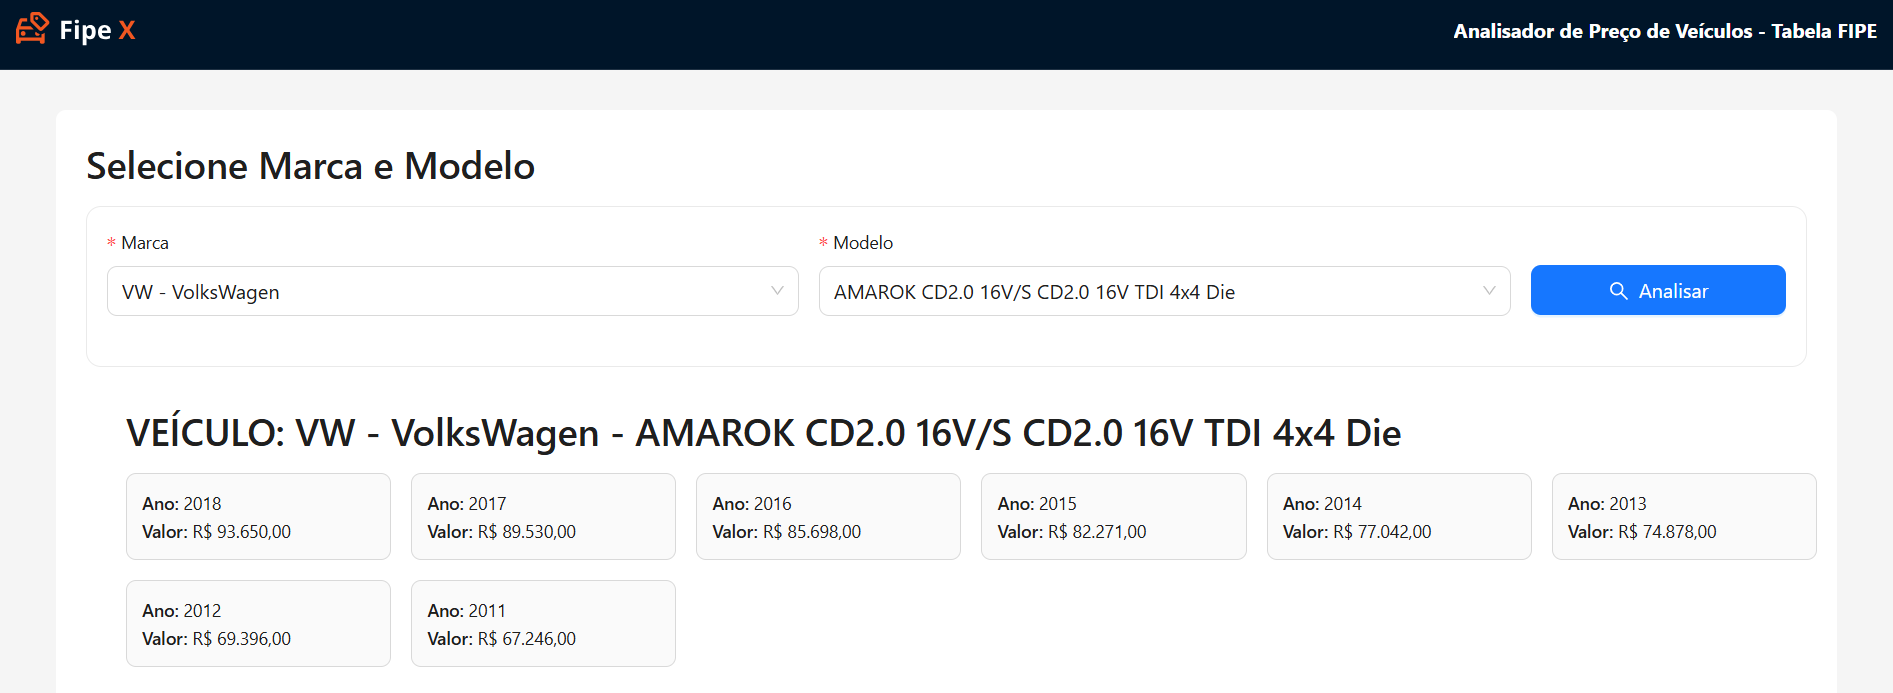 Fipe X
Analisador de Preço de Veículos - Tabela FIPE
Selecione Marca e Modelo
* Marca
* Modelo
VW - VolksWagen
AMAROK CD2.0 16V/S CD2.0 16V TDI 4x4 Die
Analisar
VEÍCULO: VW - VolksWagen - AMAROK CD2.0 16V/S CD2.0 16V TDI 4x4 Die
Ano: 2018
Valor: R$ 93.650,00
Ano: 2017
Valor: R$ 89.530,00
Ano: 2016
Valor: R$ 85.698,00
Ano: 2015
Valor: R$ 82.271,00
Ano: 2014
Valor: R$ 77.042,00
Ano: 2013
Valor: R$ 74.878,00
Ano: 2012
Valor: R$ 69.396,00
Ano: 2011
Valor: R$ 67.246,00